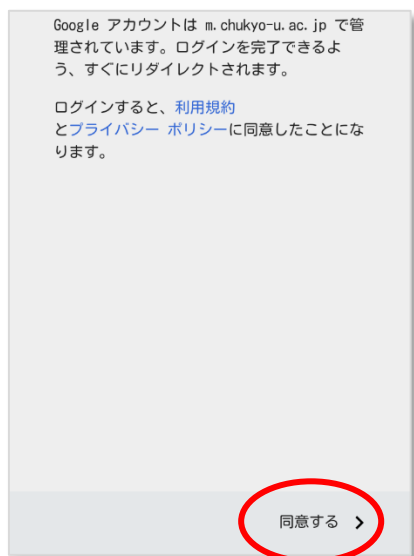 Google アカウントは m.chukyo-u.ac.jp で管
理されています。ログインを完了できるよ
う、すぐにリダイレクトされます。
ログインすると、利用規約
とプライバシー ポリシーに同意したことにな
ります。
同意する